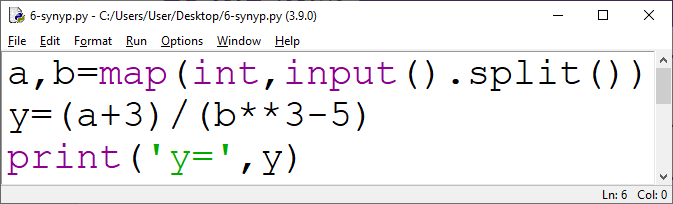 6-synyp.py - C:/Users/User/Desktop/6-synyp.py (3.9.0)
File Edit Format Run Options Window Help
a,b=map(int,input().split())
y=(a+3)/(b**3-5)
print('y=',y)
Ln: 6 Col: 0